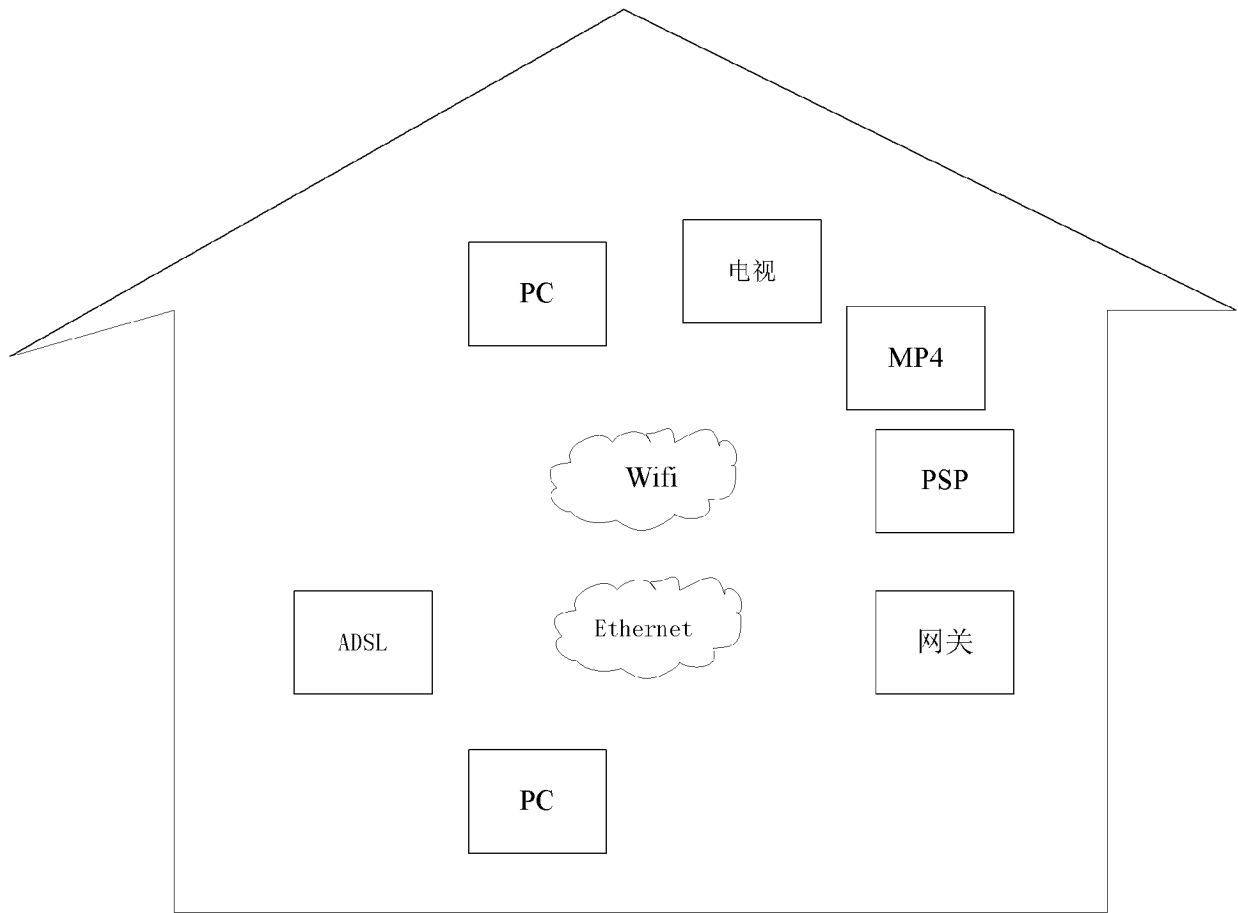 电视
PC
MP4
Wifi
PSP
Ethernet
ADSL
网关
PC